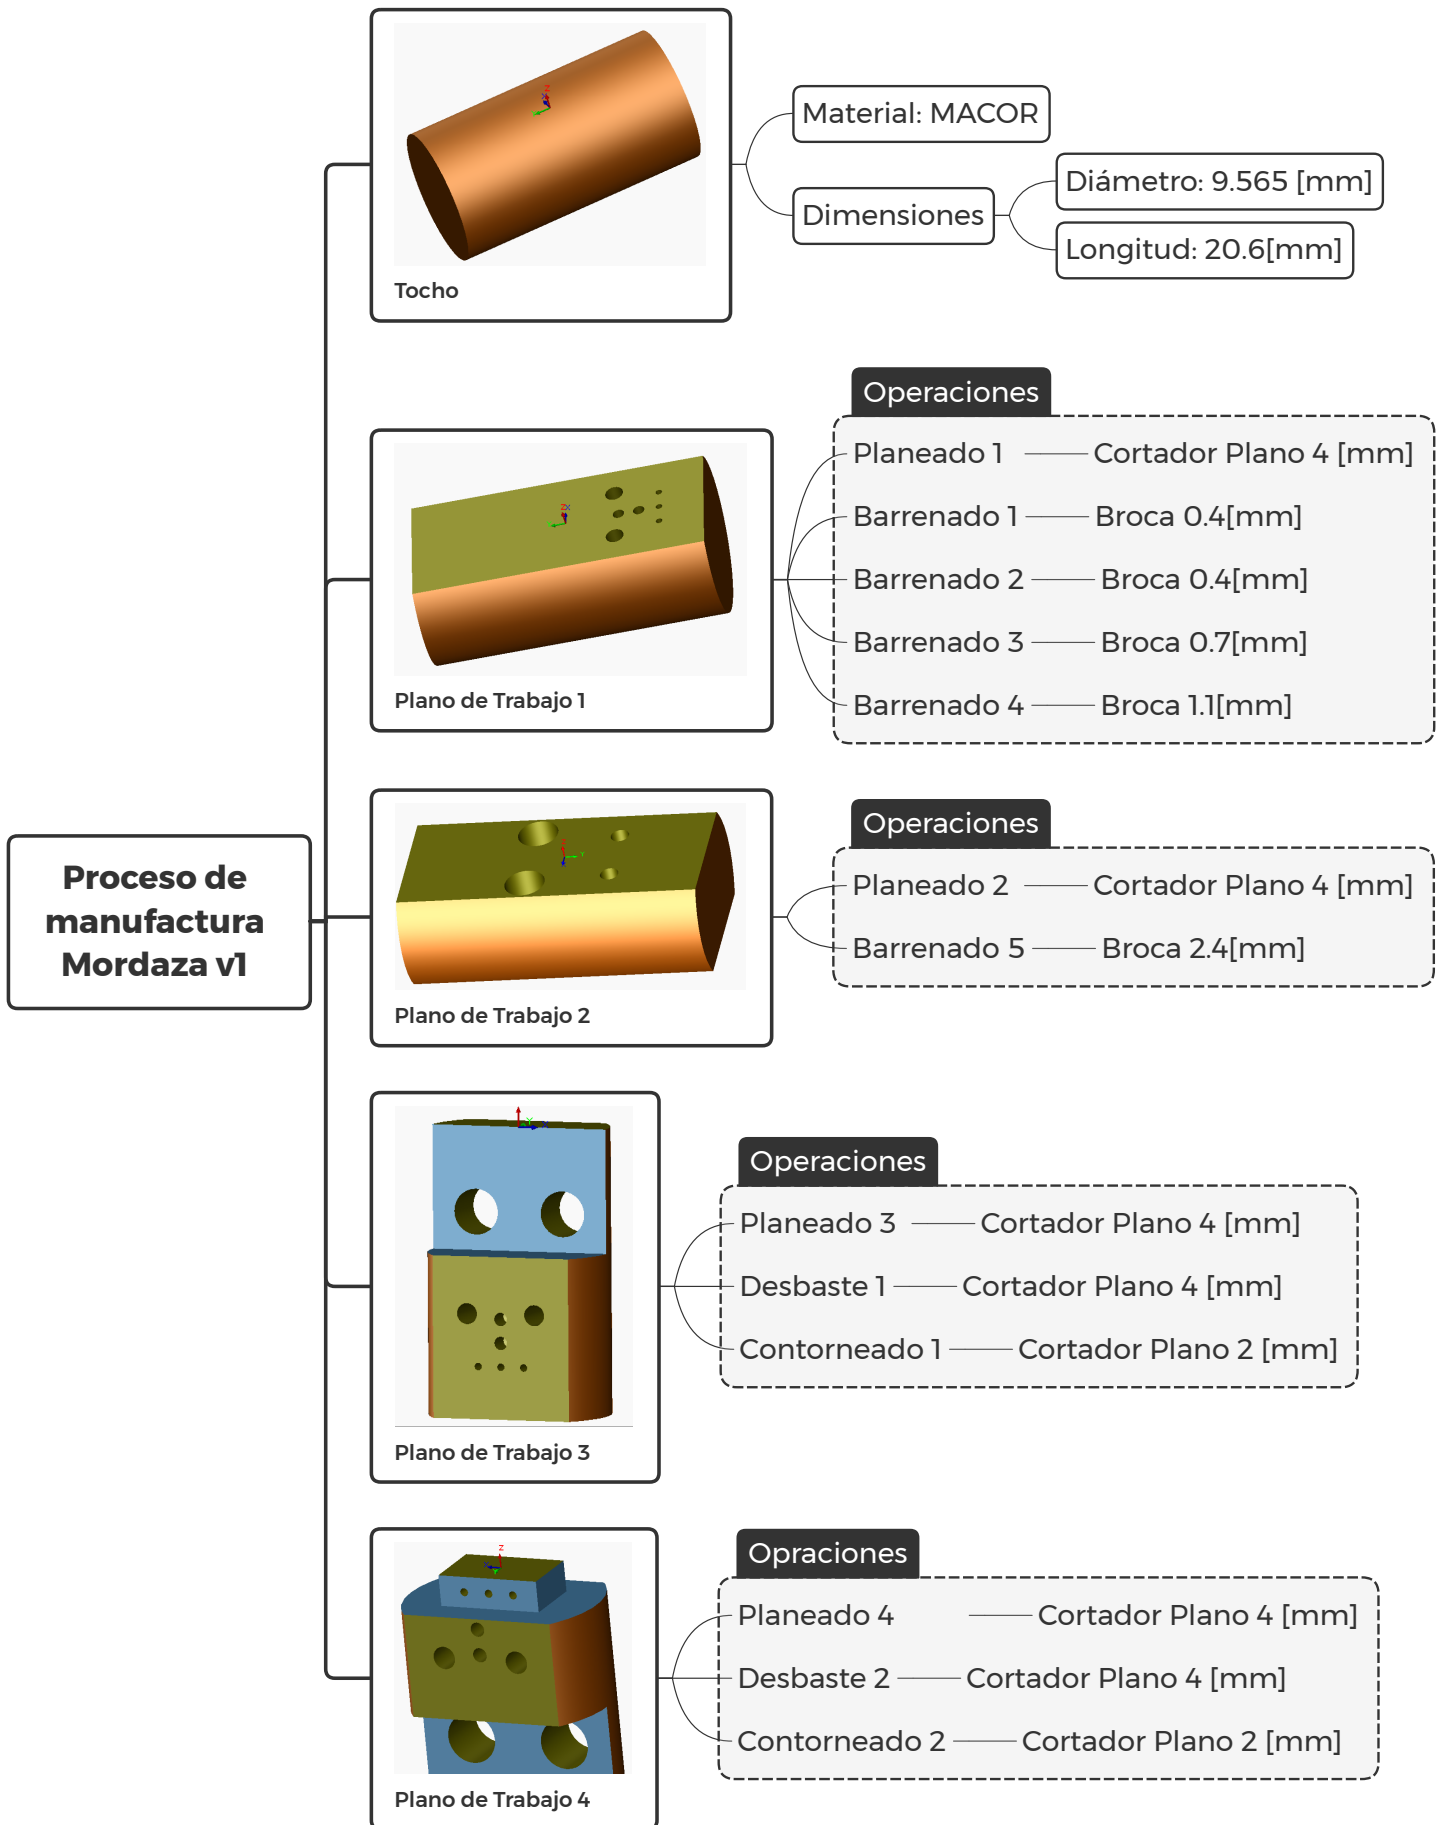 Tocho
Material: MACOR
Dimensiones
Diámetro: 9.565 [mm]
Longitud: 20.6[mm]
Operaciones
Planeado 1
Cortador Plano 4 [mm]
Barrenado 1
Broca 0.4[mm]
Barrenado 2
Broca 0.4[mm]
Barrenado 3
Broca 0.7[mm]
Barrenado 4
Broca 1.1[mm]
Plano de Trabajo 1
Proceso de
manufactura
Mordaza v1
Operaciones
Planeado 2
Cortador Plano 4 [mm]
Barrenado 5
Broca 2.4[mm]
Plano de Trabajo 2
Operaciones
Planeado 3
Cortador Plano 4 [mm]
Desbaste 1
Cortador Plano 4 [mm]
Contorneado 1
Cortador Plano 2 [mm]
Plano de Trabajo 3
Opraciones
Planeado 4
Cortador Plano 4 [mm]
Desbaste 2
Cortador Plano 4 [mm]
Contorneado 2
Cortador Plano 2 [mm]
Plano de Trabajo 4